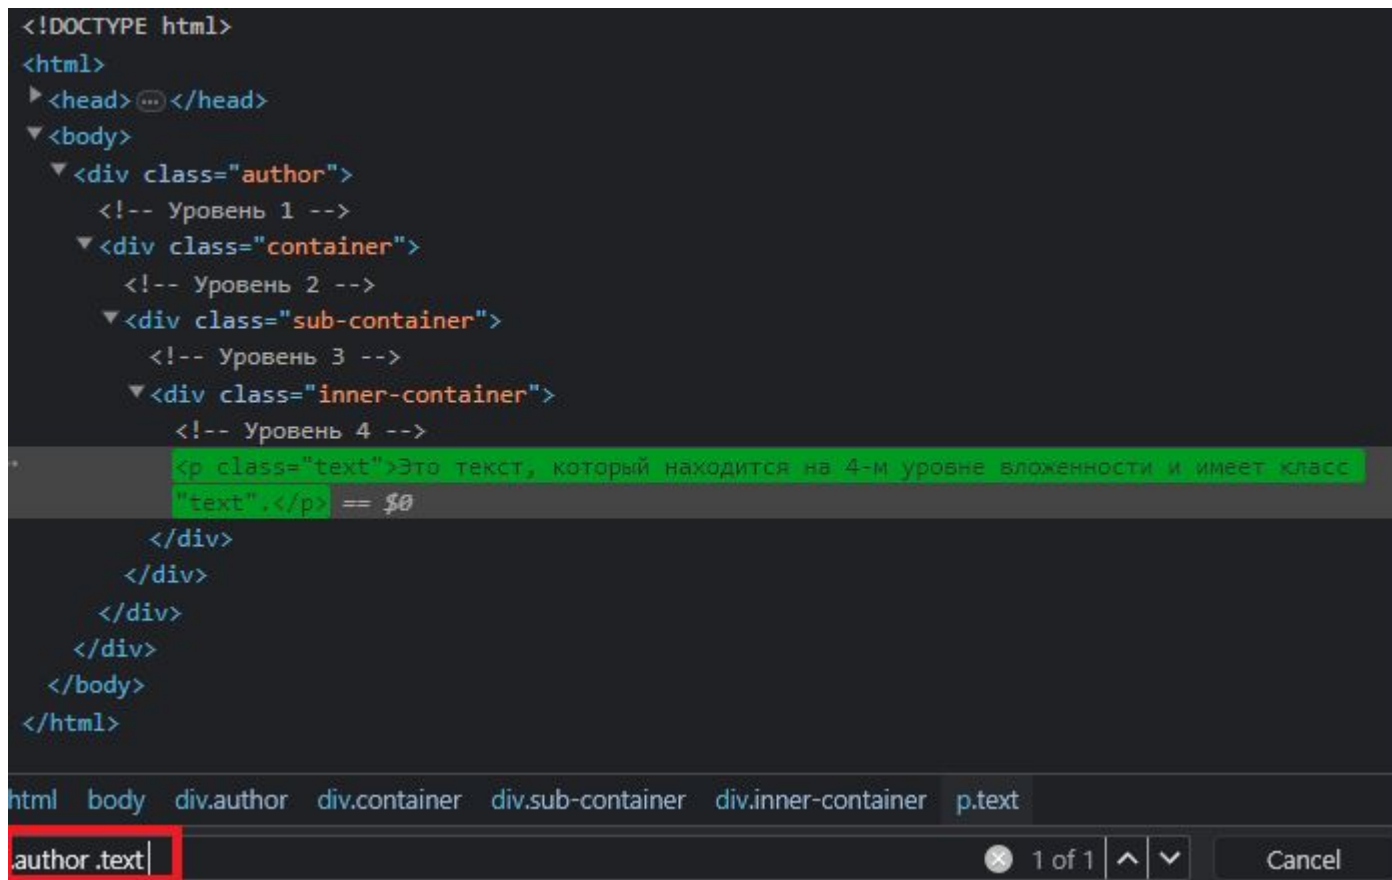 <!DOCTYPE html>
<html>
<head>…</head>
<body>
<div class="author">
<!-- Уровень 1 -->
<div class="container">
<!-- Уровень 2 -->
<div class="sub-container">
<!-- Уровень 3 -->
<div class="inner-container">
<!-- Уровень 4 -->
<p class="text">Это текст, который находится на 4-м уровне вложенности и имеет класс
"text".</p> == $0
</div>
</div>
</div>
</div>
</body>
</html>
html body div.author div.container div.sub-container div.inner-container p.text
.author .text 1 of 1 Cancel